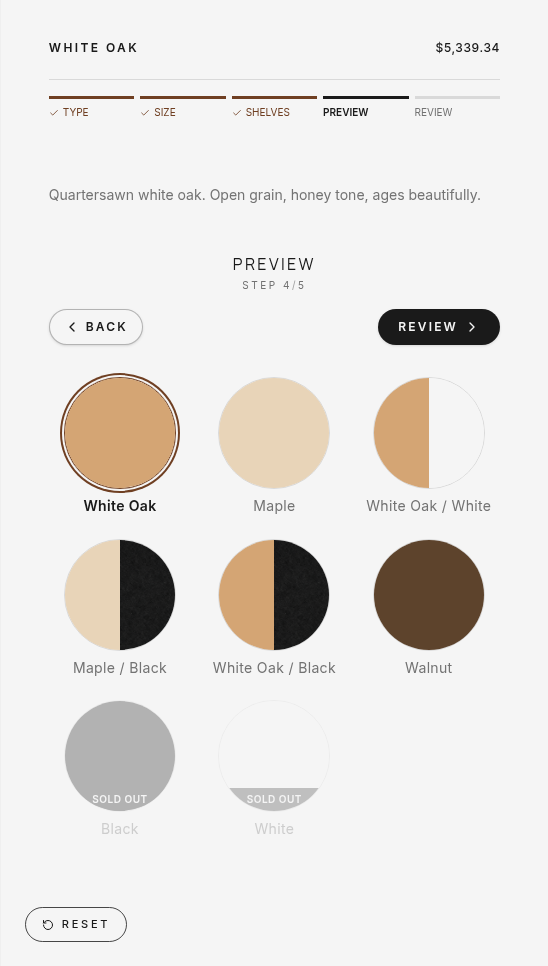 WHITE OAK $5,339.34
TYPE SIZE SHELVES PREVIEW REVIEW
Quartersawn white oak. Open grain, honey tone, ages beautifully.
PREVIEW
STEP 4/5
BACK REVIEW
White Oak Maple White Oak / White
Maple / Black White Oak / Black Walnut
SOLD OUT SOLD OUT
Black White
RESET